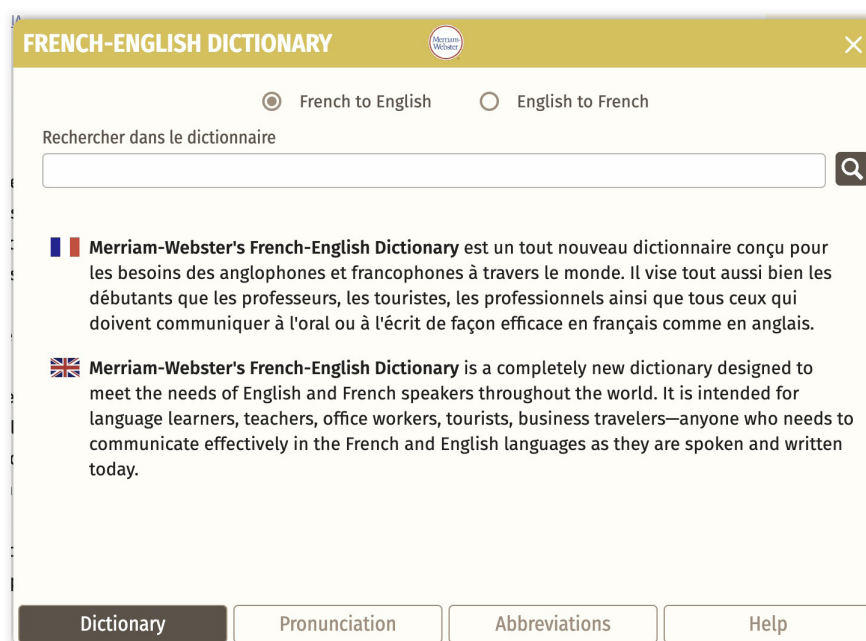 FRENCH-ENGLISH DICTIONARY
Merriam-
Webster
French to English
English to French
Rechercher dans le dictionnaire
Merriam-Webster's French-English Dictionary est un tout nouveau dictionnaire conçu pour
les besoins des anglophones et francophones à travers le monde. Il vise tout aussi bien les
débutants que les professeurs, les touristes, les professionnels ainsi que tous ceux qui
doivent communiquer à l'oral ou à l'écrit de façon efficace en français comme en anglais.
Merriam-Webster's French-English Dictionary is a completely new dictionary designed to
meet the needs of English and French speakers throughout the world. It is intended for
language learners, teachers, office workers, tourists, business travelers—anyone who needs to
communicate effectively in the French and English languages as they are spoken and written
today.
Dictionary
Pronunciation
Abbreviations
Help